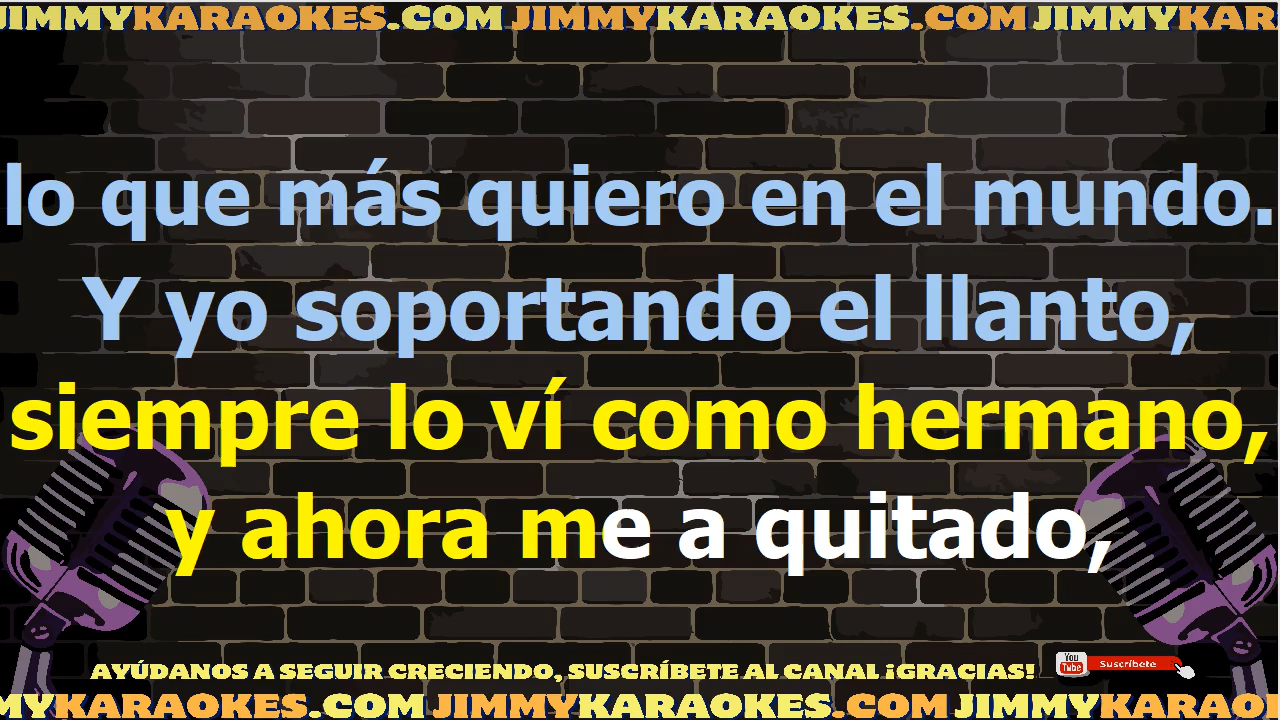 JIMMYKARAOKES.COM JIMMYKARAOKES.COM JIMMYKAR
lo que más quiero en el mundo.
Y yo soportando el llanto,
siempre lo ví como hermano,
y ahora me a quitado,
AYÚDANOS A SEGUIR CRECIENDO, SUSCRÍBETE AL CANAL ¡GRACIAS!
You Tube Suscríbete
MYKARAOKES.COM JIMMYKARAOKES.COM JIMMYKARAO